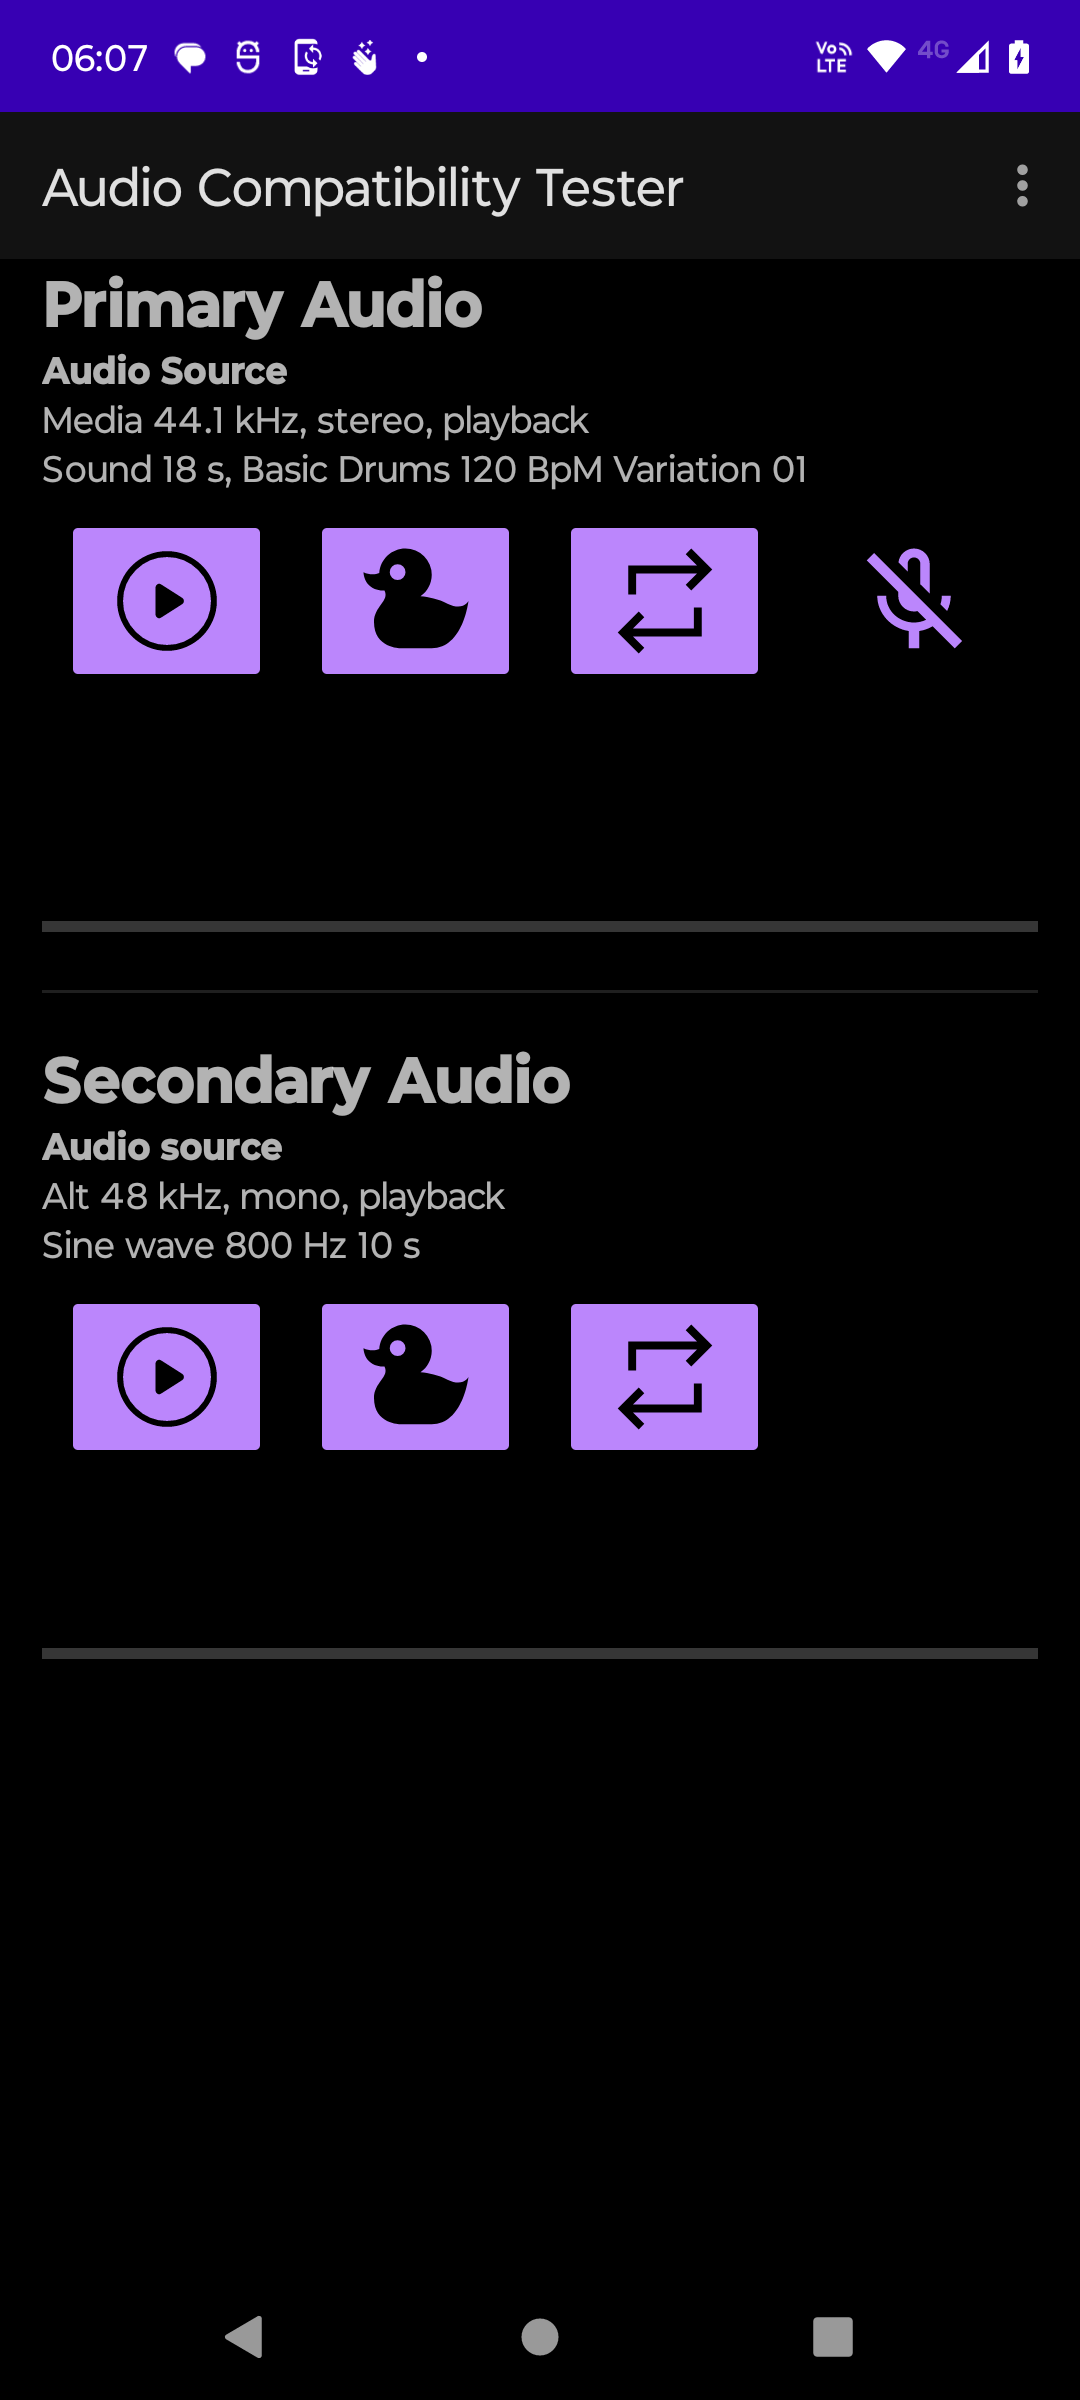 06:07
Vo LTE
4G
Audio Compatibility Tester
Primary Audio
Audio Source
Media 44.1 kHz, stereo, playback
Sound 18 s, Basic Drums 120 BpM Variation 01
Secondary Audio
Audio source
Alt 48 kHz, mono, playback
Sine wave 800 Hz 10 s